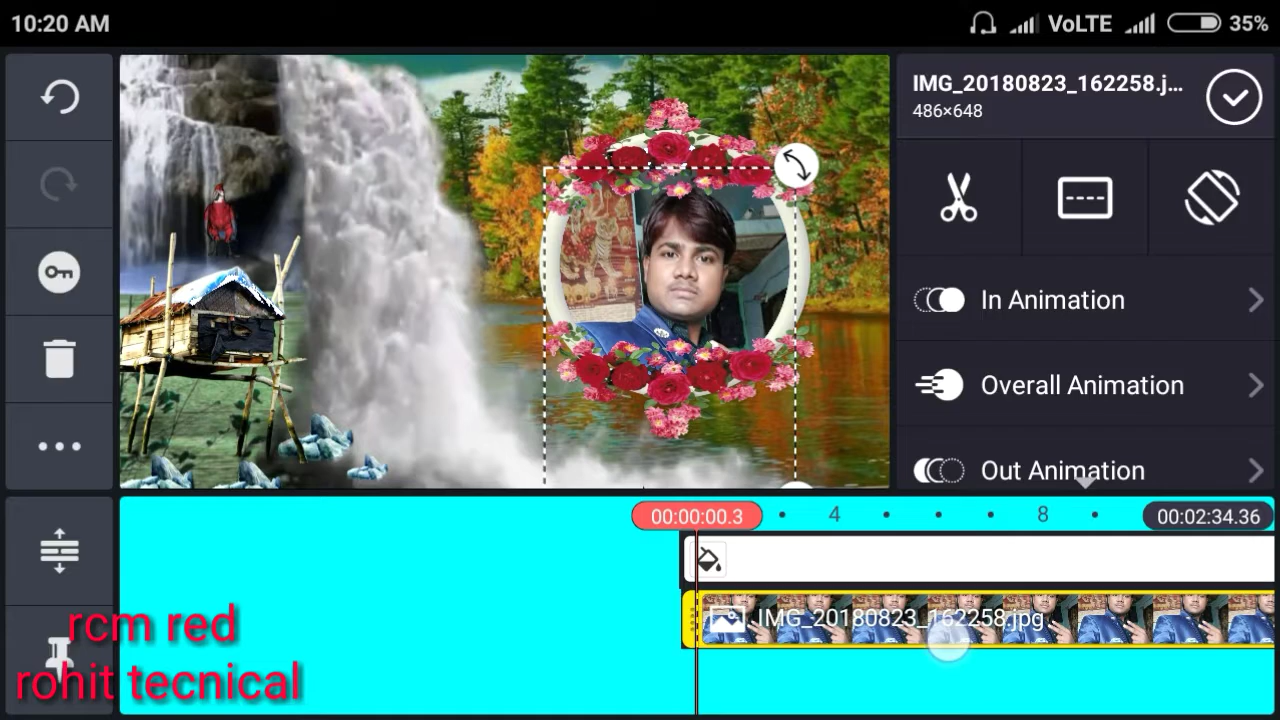 10:20 AM
VoLTE
35%
IMG_20180823_162258.j...
486×648
In Animation
Overall Animation
Out Animation
00:00:00.3
4
8
00:02:34.36
IMG_20180823_162258.jpg
rcm red
rohit tecnical